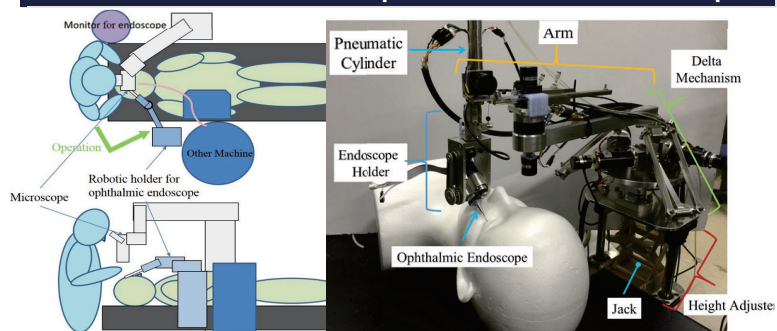 Monitor for endoscope
Operation
Other Machine
Robotic holder for
ophthalmic endoscope
Microscope
Arm
Pneumatic
Cylinder
Delta
Mechanism
Endoscope
Holder
Ophthalmic Endoscope
Jack
Height Adjuste